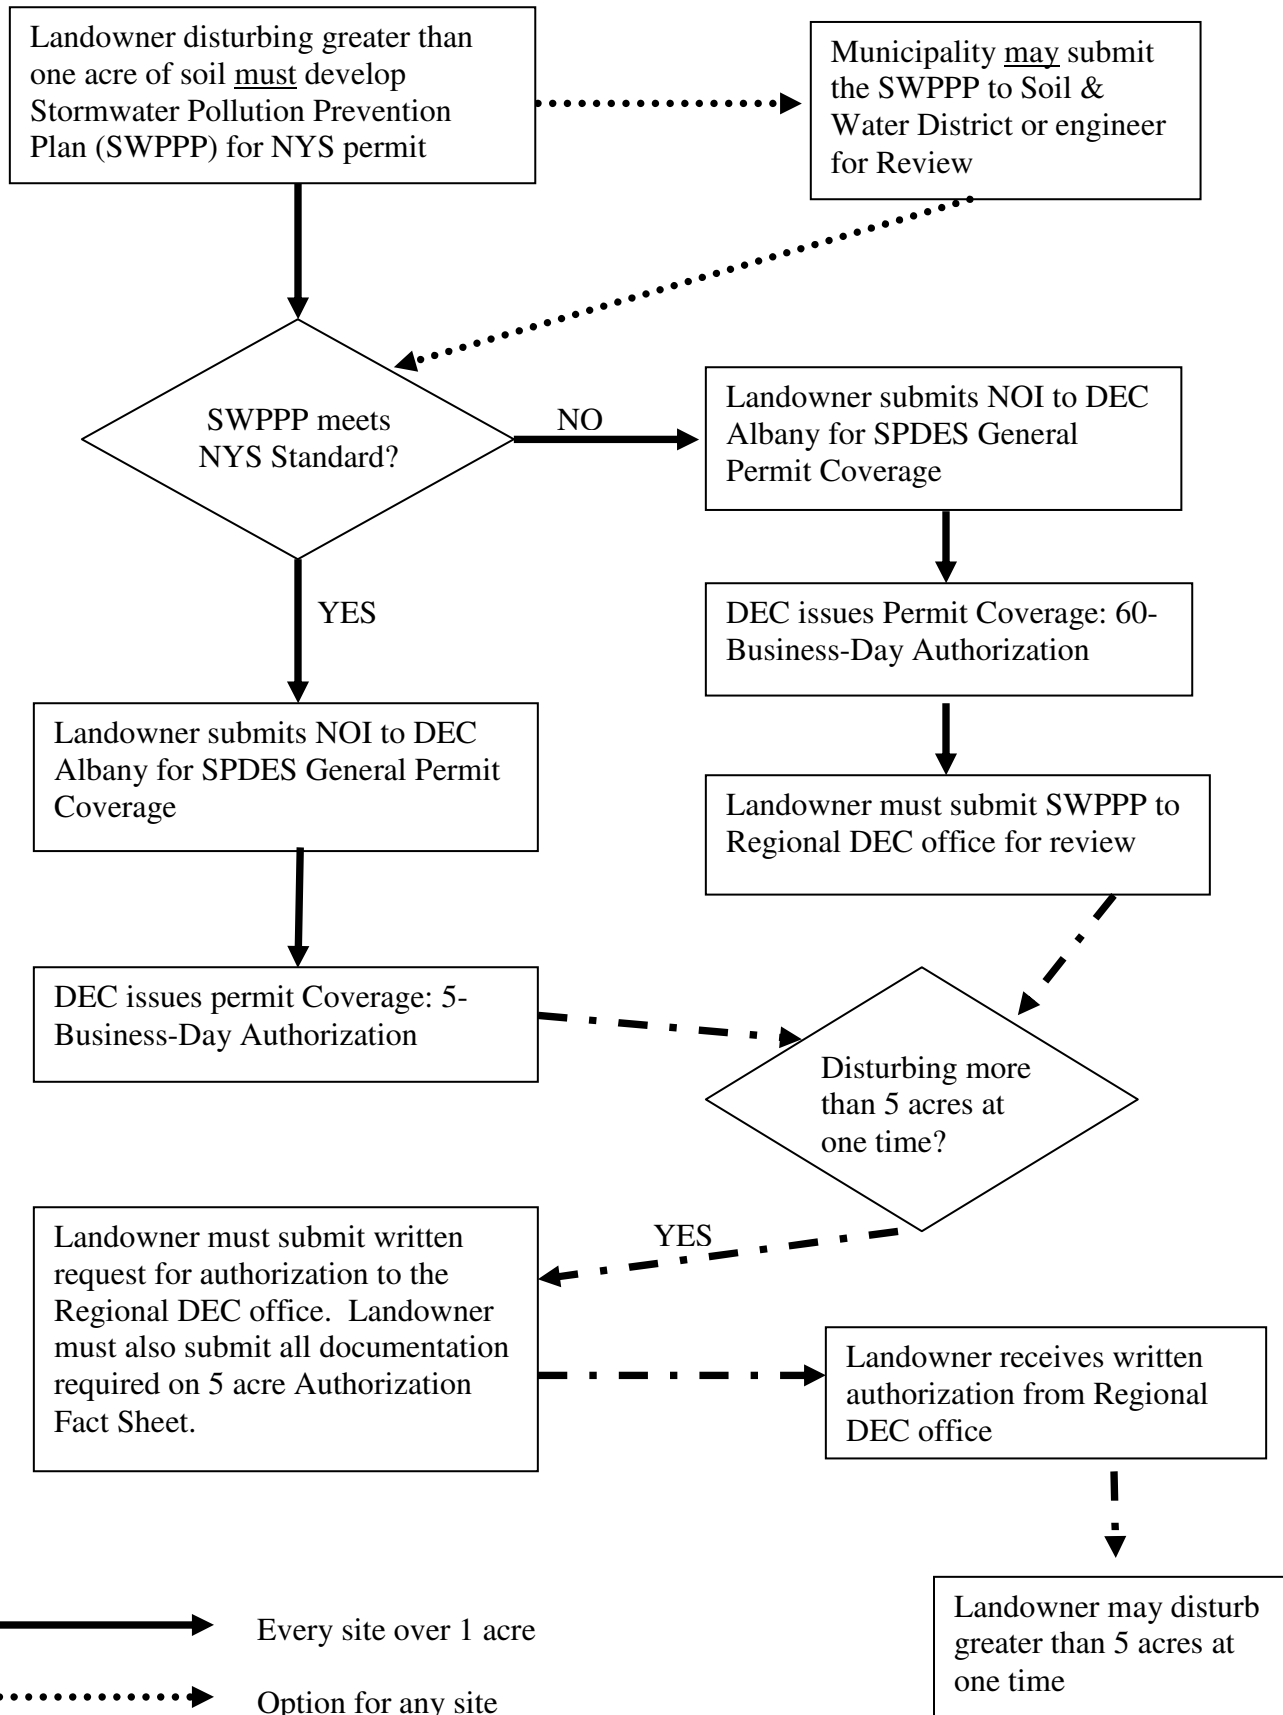 Landowner disturbing greater than
one acre of soil must develop
Stormwater Pollution Prevention
Plan (SWPPP) for NYS permit
Municipality may submit
the SWPPP to Soil &
Water District or engineer
for Review
SWPPP meets
NYS Standard?
NO
Landowner submits NOI to DEC
Albany for SPDES General
Permit Coverage
YES
DEC issues Permit Coverage: 60-
Business-Day Authorization
Landowner submits NOI to DEC
Albany for SPDES General Permit
Coverage
Landowner must submit SWPPP to
Regional DEC office for review
DEC issues permit Coverage: 5-
Business-Day Authorization
Disturbing more
than 5 acres at
one time?
YES
Landowner must submit written
request for authorization to the
Regional DEC office.  Landowner
must also submit all documentation
required on 5 acre Authorization
Fact Sheet.
Landowner receives written
authorization from Regional
DEC office
Landowner may disturb
greater than 5 acres at
one time
Every site over 1 acre
Option for any site